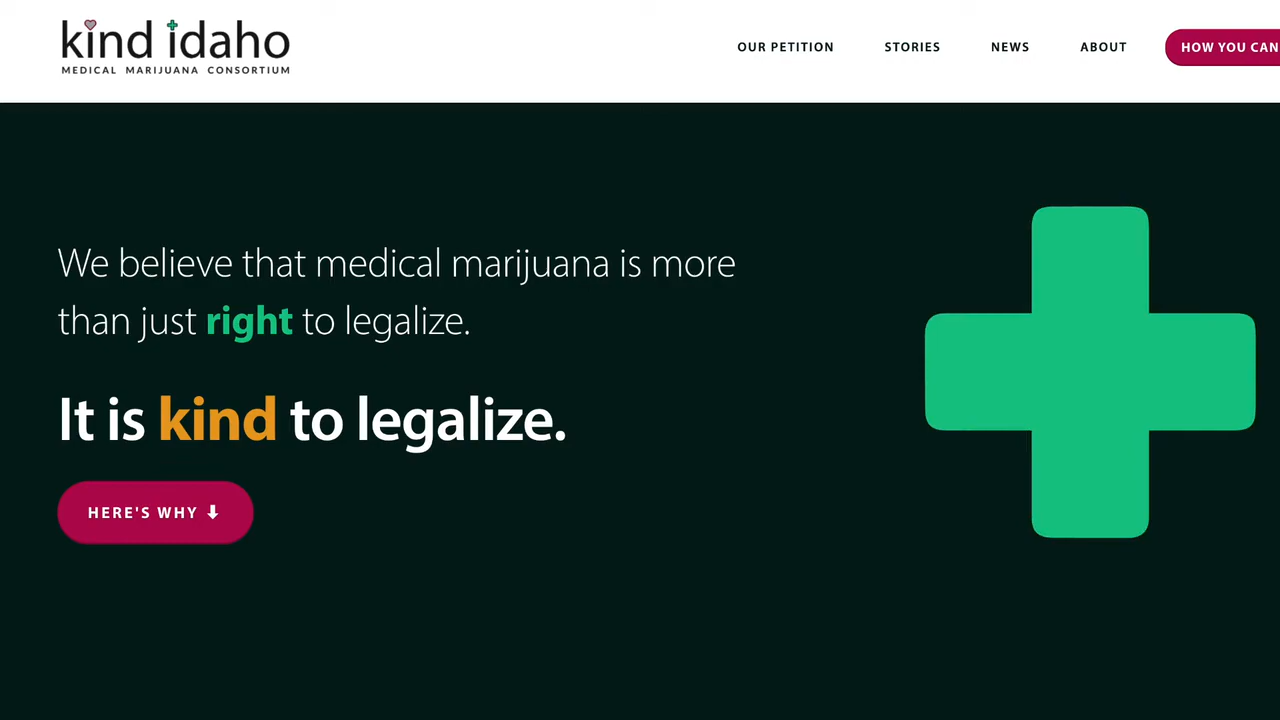 kind idaho
MEDICAL MARIJUANA CONSORTIUM
OUR PETITION
STORIES
NEWS
ABOUT
HOW YOU CAN
We believe that medical marijuana is more
than just right to legalize.
It is kind to legalize.
HERE'S WHY ⬇